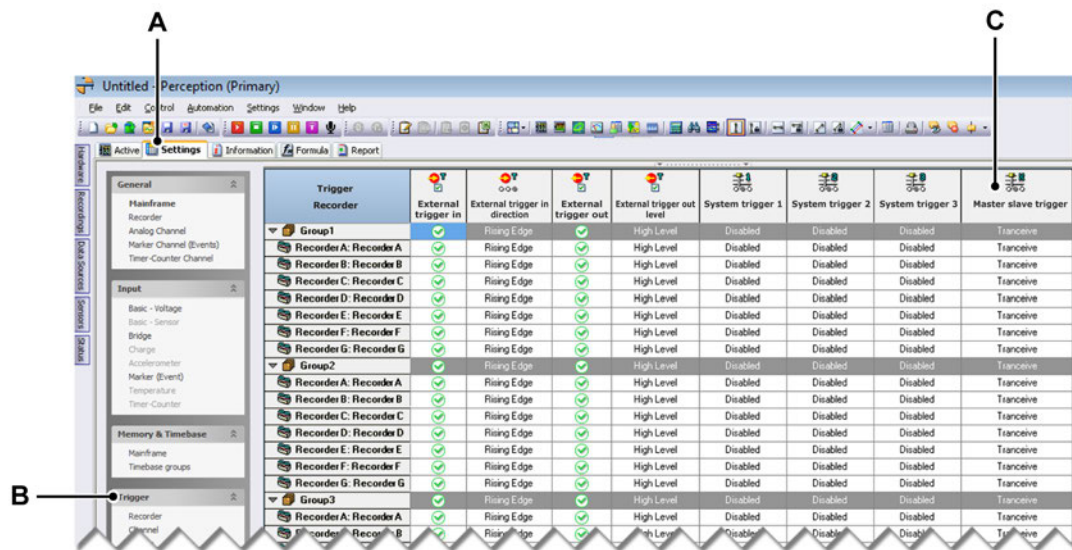 A
C
Untitled - Perception (Primary)
File Edit Control Automation Settings Window Help
Active Settings Information Formula Report
Hardware
Recordings
Data Sources
Sensors
Status
General
Mainframe
Recorder
Analog Channel
Marker Channel (Events)
Timer-Counter Channel
Input
Basic - Voltage
Basic - Sensor
Bridge
Charge
Accelerometer
Marker (Event)
Temperature
Timer-Counter
Memory & Timebase
Mainframe
Timebase groups
B
Trigger
Recorder
Channel
Trigger Recorder External trigger in External trigger in direction External trigger out External trigger out level System trigger 1 System trigger 2 System trigger 3 Master slave trigger
Group1 Rising Edge High Level Disabled Disabled Disabled Tranceive
Recorder A: Recorder A Rising Edge High Level Disabled Disabled Disabled Tranceive
Recorder B: Recorder B Rising Edge High Level Disabled Disabled Disabled Tranceive
Recorder C: Recorder C Rising Edge High Level Disabled Disabled Disabled Tranceive
Recorder D: Recorder D Rising Edge High Level Disabled Disabled Disabled Tranceive
Recorder E: Recorder E Rising Edge High Level Disabled Disabled Disabled Tranceive
Recorder F: Recorder F Rising Edge High Level Disabled Disabled Disabled Tranceive
Recorder G: Recorder G Rising Edge High Level Disabled Disabled Disabled Tranceive
Group2 Rising Edge High Level Disabled Disabled Disabled Tranceive
Recorder A: Recorder A Rising Edge High Level Disabled Disabled Disabled Tranceive
Recorder B: Recorder B Rising Edge High Level Disabled Disabled Disabled Tranceive
Recorder C: Recorder C Rising Edge High Level Disabled Disabled Disabled Tranceive
Recorder D: Recorder D Rising Edge High Level Disabled Disabled Disabled Tranceive
Recorder E: Recorder E Rising Edge High Level Disabled Disabled Disabled Tranceive
Recorder F: Recorder F Rising Edge High Level Disabled Disabled Disabled Tranceive
Recorder G: Recorder G Rising Edge High Level Disabled Disabled Disabled Tranceive
Group3 Rising Edge High Level Disabled Disabled Disabled Tranceive
Recorder A: Recorder A Rising Edge High Level Disabled Disabled Disabled Tranceive
Recorder B Rising Edge High Level Disabled Disabled Disabled Tranceive